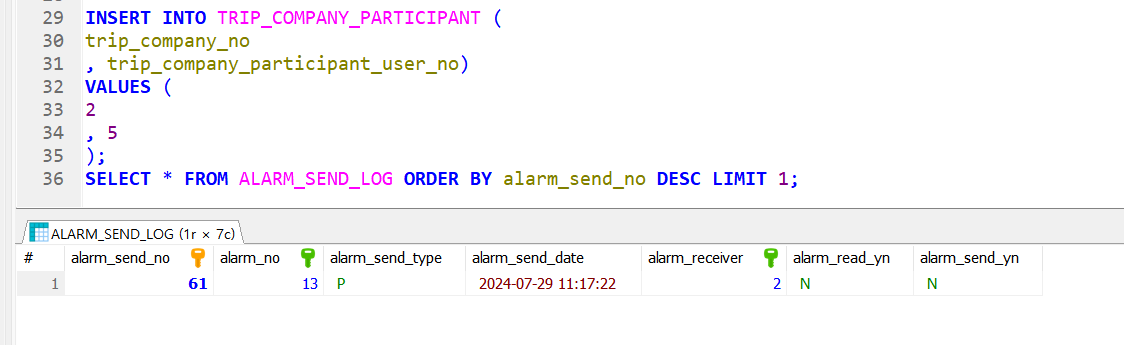 29 INSERT INTO TRIP_COMPANY_PARTICIPANT (
30 trip_company_no
31 , trip_company_participant_user_no)
32 VALUES (
33 2
34 , 5
35 );
36 SELECT * FROM ALARM_SEND_LOG ORDER BY alarm_send_no DESC LIMIT 1;
ALARM_SEND_LOG (1r × 7c)
# alarm_send_no alarm_no alarm_send_type alarm_send_date alarm_receiver alarm_read_yn alarm_send_yn
1 61 13 P 2024-07-29 11:17:22 2 N N